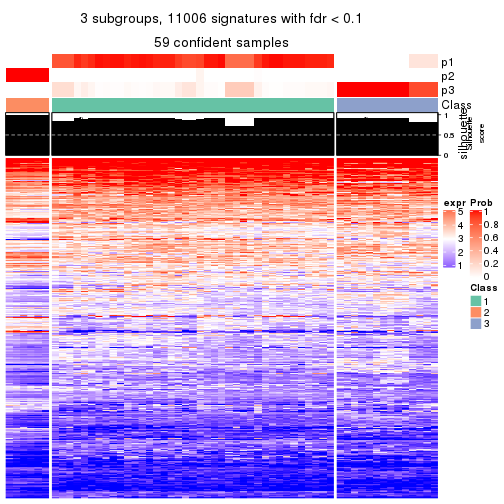 3 subgroups, 11006 signatures with fdr < 0.1
59 confident samples
p1
p2
p3
Class
1
0.5
0
silhouette
silhouette
score
expr
5
4
3
2
1
Prob
1
0.8
0.6
0.4
0.2
0
Class
1
2
3